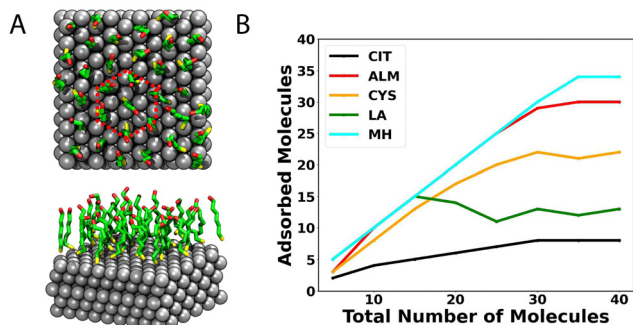 A
B
40
35
30
25
20
15
10
5
0
CIT
ALM
CYS
LA
MH
Adsorbed Molecules
10
20
30
40
Total Number of Molecules